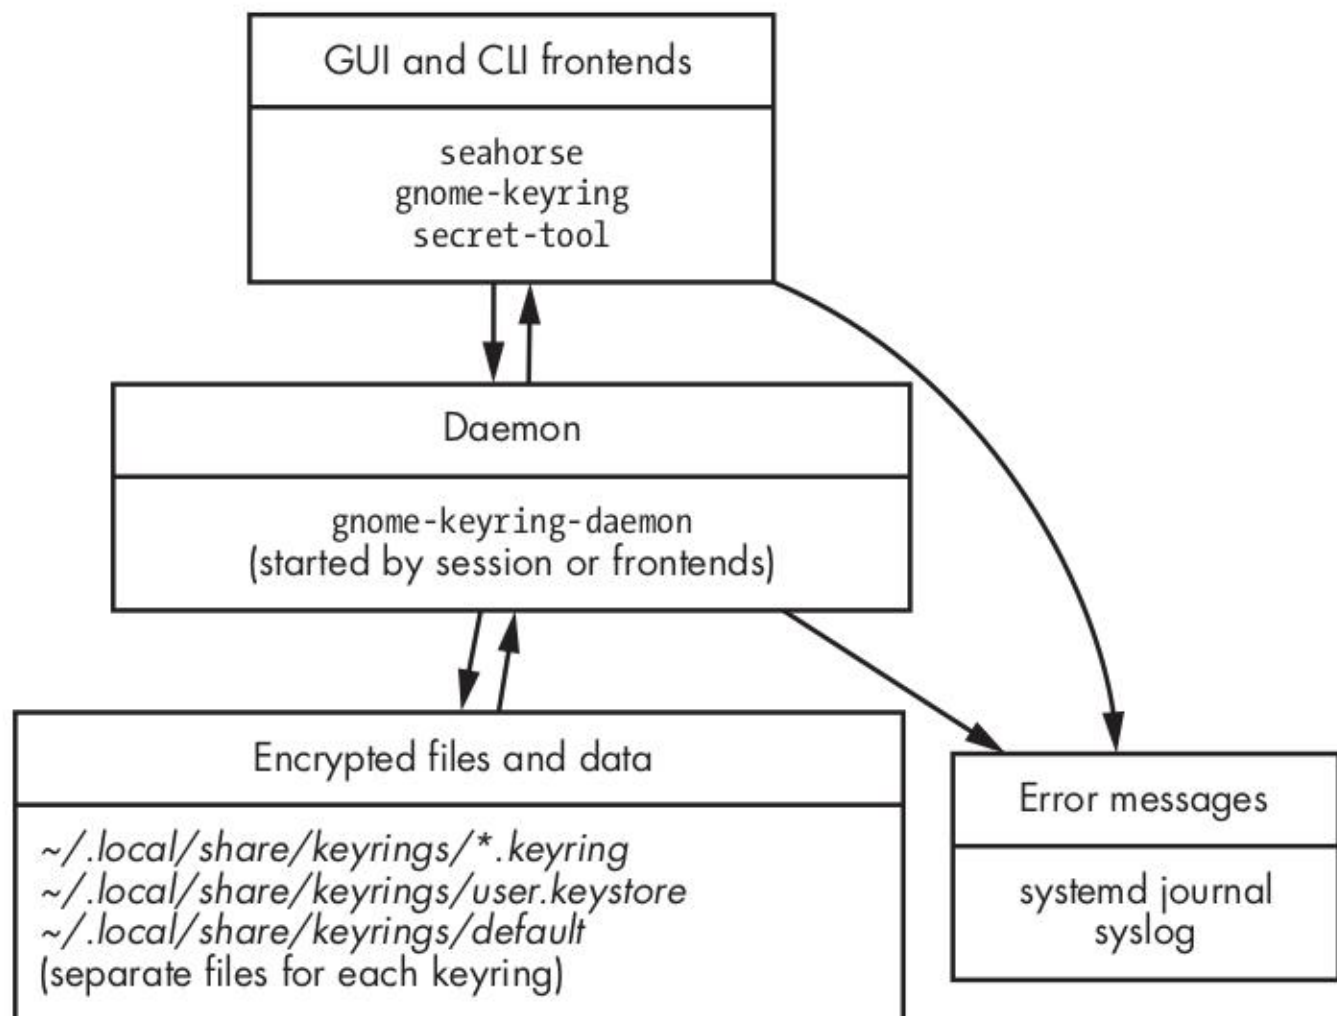 GUI and CLI frontends
seahorse
gnome-keyring
secret-tool
Daemon
gnome-keyring-daemon
(started by session or frontends)
Encrypted files and data
~/.local/share/keyrings/*.keyring
~/.local/share/keyrings/user.keystore
~/.local/share/keyrings/default
(separate files for each keyring)
Error messages
systemd journal
syslog